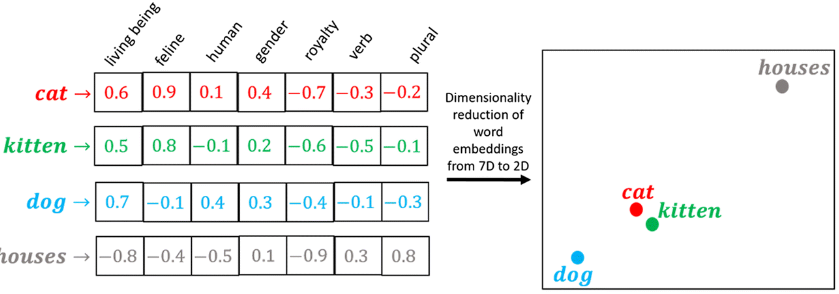 living being feline human gender royalty verb plural
cat → 0.6 0.9 0.1 0.4 −0.7 −0.3 −0.2
kitten → 0.5 0.8 −0.1 0.2 −0.6 −0.5 −0.1
dog → 0.7 −0.1 0.4 0.3 −0.4 −0.1 −0.3
houses → −0.8 −0.4 −0.5 0.1 −0.9 0.3 0.8
Dimensionality
reduction of
word
embeddings
from 7D to 2D
houses
cat
kitten
dog